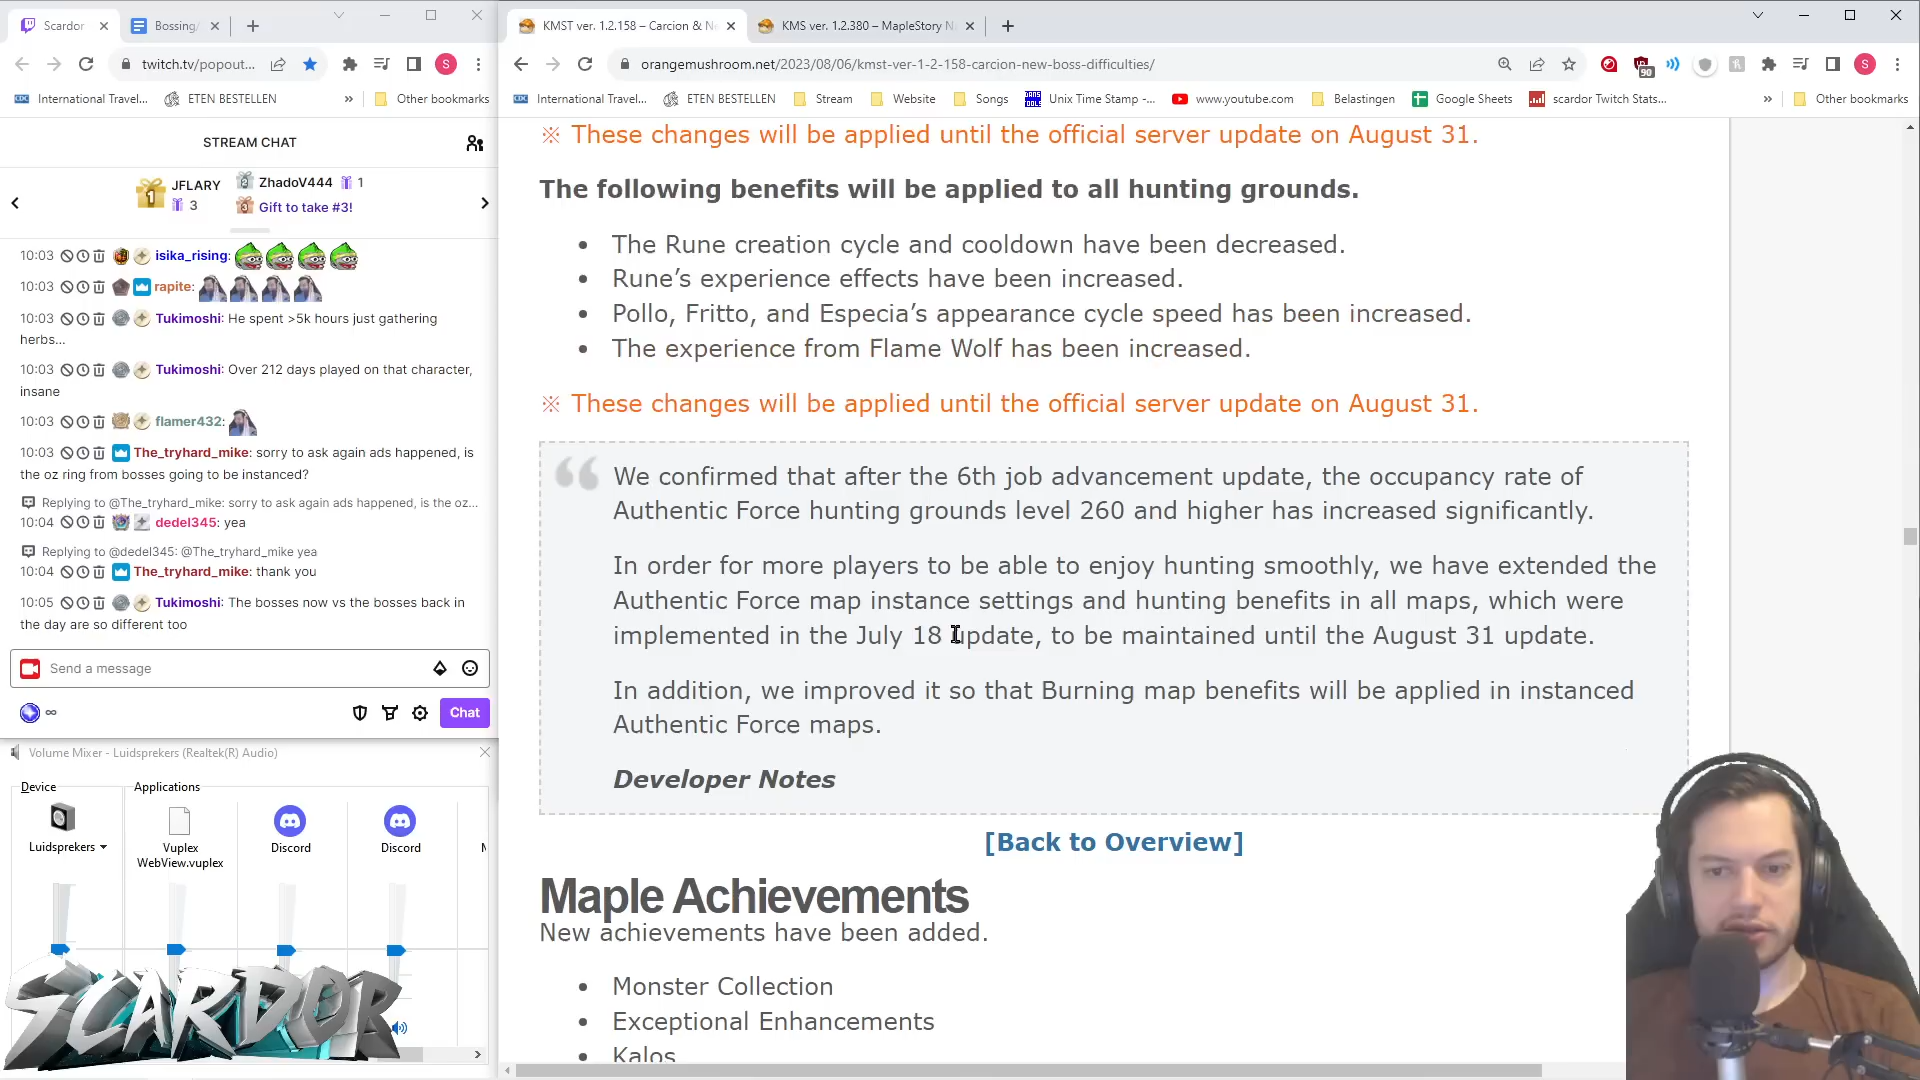 Scardor
Bossing/
KMST ver. 1.2.158 – Carcion & N
KMS ver. 1.2.380 – MapleStory N
twitch.tv/popout...
S
orangemushroom.net/2023/08/06/kmst-ver-1-2-158-carcion-new-boss-difficulties/
90
S
CDC International Travel...
ETEN BESTELLEN
»
Other bookmarks
CDC International Travel...
ETEN BESTELLEN
Stream
Website
Songs
DANS TOOLS Unix Time Stamp -...
www.youtube.com
Belastingen
Google Sheets
scardor Twitch Stats...
»
Other bookmarks
STREAM CHAT
1 JFLARY
3
2 ZhadoV444 1
3 Gift to take #3!
10:03 isika_rising:
10:03 rapite:
10:03 Tukimoshi: He spent >5k hours just gathering
herbs...
10:03 Tukimoshi: Over 212 days played on that character,
insane
10:03 flamer432:
10:03 The_tryhard_mike: sorry to ask again ads happened, is
the oz ring from bosses going to be instanced?
Replying to @The_tryhard_mike: sorry to ask again ads happened, is the oz...
10:04 dedel345: yea
Replying to @dedel345: @The_tryhard_mike yea
10:04 The_tryhard_mike: thank you
10:05 Tukimoshi: The bosses now vs the bosses back in
the day are so different too
Send a message
∞
Chat
Volume Mixer - Luidsprekers (Realtek(R) Audio)
Device
Applications
Luidsprekers
Vuplex
WebView.vuplex
Discord
Discord
SCARDOR
※ These changes will be applied until the official server update on August 31.
The following benefits will be applied to all hunting grounds.
• The Rune creation cycle and cooldown have been decreased.
• Rune’s experience effects have been increased.
• Pollo, Fritto, and Especia’s appearance cycle speed has been increased.
• The experience from Flame Wolf has been increased.
※ These changes will be applied until the official server update on August 31.
“ We confirmed that after the 6th job advancement update, the occupancy rate of
Authentic Force hunting grounds level 260 and higher has increased significantly.
In order for more players to be able to enjoy hunting smoothly, we have extended the
Authentic Force map instance settings and hunting benefits in all maps, which were
implemented in the July 18 update, to be maintained until the August 31 update.
In addition, we improved it so that Burning map benefits will be applied in instanced
Authentic Force maps.
Developer Notes
[Back to Overview]
Maple Achievements
New achievements have been added.
• Monster Collection
• Exceptional Enhancements
• Kalos